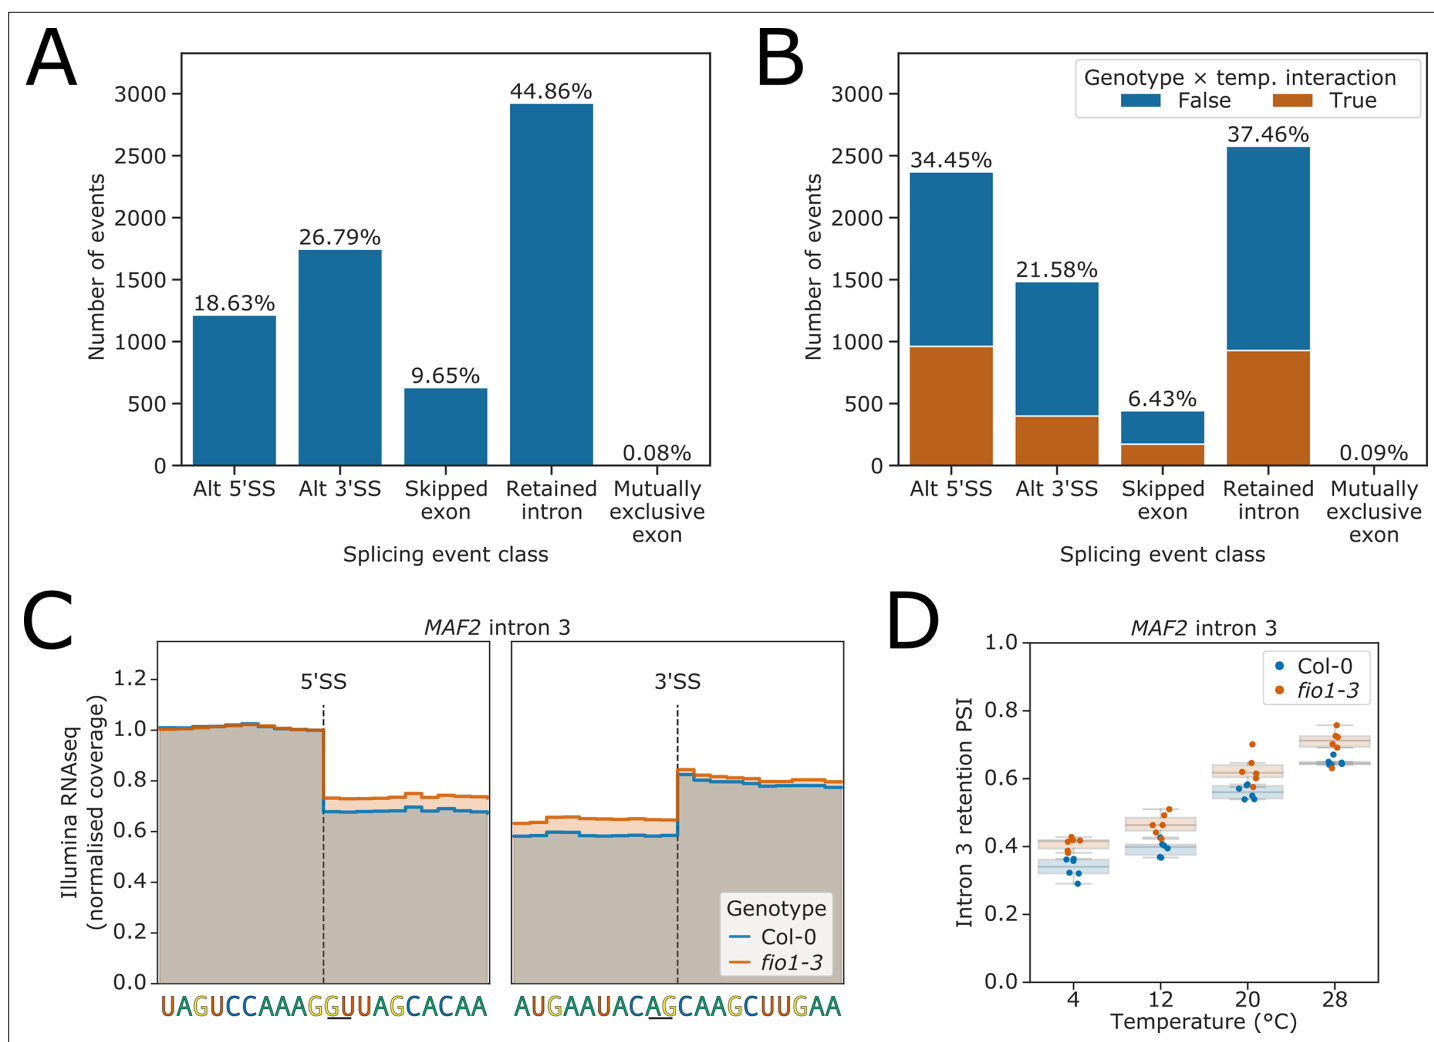 A
Number of events
3000
2500
2000
1500
1000
500
0
18.63%
26.79%
9.65%
44.86%
0.08%
Alt 5'SS
Alt 3'SS
Skipped
exon
Retained
intron
Mutually
exclusive
exon
Splicing event class
B
Number of events
3000
2500
2000
1500
1000
500
0
Genotype × temp. interaction
False True
34.45%
21.58%
6.43%
37.46%
0.09%
Alt 5'SS
Alt 3'SS
Skipped
exon
Retained
intron
Mutually
exclusive
exon
Splicing event class
C
MAF2 intron 3
Illumina RNAseq
(normalised coverage)
1.2
1.0
0.8
0.6
0.4
0.2
0.0
5'SS
3'SS
Genotype
Col-0
fio1-3
UAGUCCAAAGGUUAGCACAA
AUGAAUACAGCAAGCUUGAA
D
MAF2 intron 3
Intron 3 retention PSI
1.0
0.8
0.6
0.4
0.2
0.0
Col-0
fio1-3
4 12 20 28
Temperature (°C)